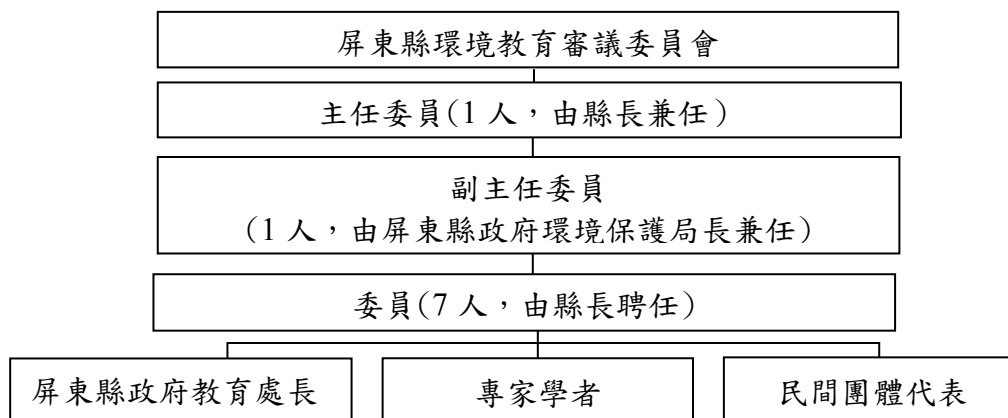 屏東縣環境教育審議委員會
主任委員(1 人，由縣長兼任)
副主任委員
(1 人，由屏東縣政府環境保護局長兼任)
委員(7 人，由縣長聘任)
屏東縣政府教育處長
專家學者
民間團體代表